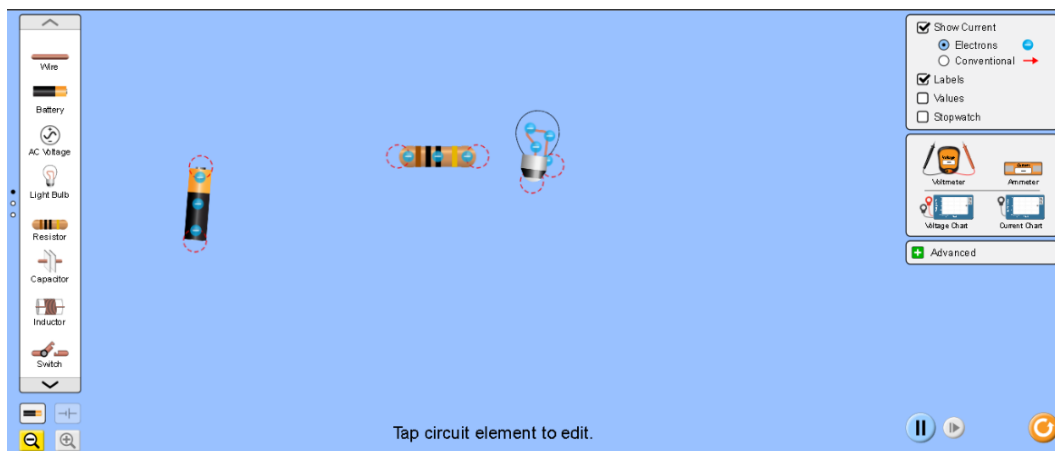 Wire
Battery
AC Voltage
Light Bulb
Resistor
Capacitor
Inductor
Switch
Tap circuit element to edit.
Show Current
Electrons
Conventional
Labels
Values
Stopwatch
Voltmeter
Ammeter
Voltage Chart
Current Chart
Advanced